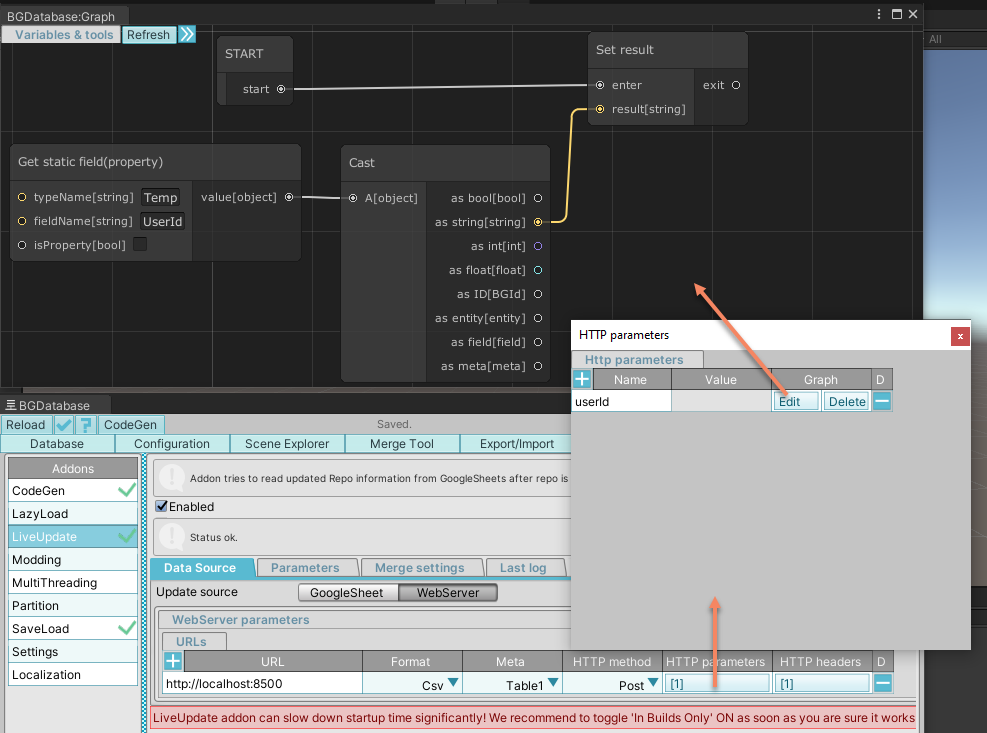 BGDatabase:Graph
Variables & tools Refresh
All
START
start
Set result
enter exit
result[string]
Get static field(property)
typeName[string] Temp value[object]
fieldName[string] UserId
isProperty[bool]
Cast
A[object] as bool[bool]
as string[string]
as int[int]
as float[float]
as ID[BGId]
as entity[entity]
as field[field]
as meta[meta]
HTTP parameters x
Http parameters
+ Name Value Graph D
userId Edit Delete
BGDatabase
Reload ? CodeGen Saved.
Database Configuration Scene Explorer Merge Tool Export/Import
Addons
CodeGen
LazyLoad
LiveUpdate
Modding
MultiThreading
Partition
SaveLoad
Settings
Localization
! Addon tries to read updated Repo information from GoogleSheets after repo is
Enabled
! Status ok.
Data Source Parameters Merge settings Last log
Update source GoogleSheet WebServer
WebServer parameters
URLs
+ URL Format Meta HTTP method HTTP parameters HTTP headers D
http://localhost:8500 Csv Table1 Post [1] [1]
LiveUpdate addon can slow down startup time significantly! We recommend to toggle 'In Builds Only' ON as soon as you are sure it works